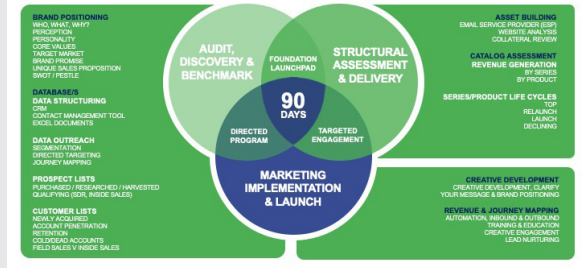 BRAND POSITIONING
WHO, WHAT, WHY?
PERCEPTION
PERSONALITY
CORE VALUES
TARGET MARKET
BRAND PROMISE
UNIQUE SALES PROPOSITION
SWOT / PESTLE
DATABASE/S
DATA STRUCTURING
CRM
CONTACT MANAGEMENT TOOL
EXCEL DOCUMENTS
DATA OUTREACH
SEGMENTATION
DIRECTED TARGETING
JOURNEY MAPPING
PROSPECT LISTS
PURCHASED / RESEARCHED / HARVESTED
QUALIFYING (SDR, INSIDE SALES)
CUSTOMER LISTS
NEWLY ACQUIRED
ACCOUNT PENETRATION
RETENTION
COLD/DEAD ACCOUNTS
FIELD SALES V INSIDE SALES
AUDIT,
DISCOVERY &
BENCHMARK
FOUNDATION
LAUNCHPAD
STRUCTURAL
ASSESSMENT
& DELIVERY
90
DAYS
DIRECTED
PROGRAM
TARGETED
ENGAGEMENT
MARKETING
IMPLEMENTATION
& LAUNCH
ASSET BUILDING
EMAIL SERVICE PROVIDER (ESP)
WEBSITE ANALYSIS
COLLATERAL REVIEW
CATALOG ASSESSMENT
REVENUE GENERATION
BY SERIES
BY PRODUCT
SERIES/PRODUCT LIFE CYCLES
TOP
RELAUNCH
LAUNCH
DECLINING
CREATIVE DEVELOPMENT
CREATIVE DEVELOPMENT, CLARIFY
YOUR MESSAGE & BRAND POSITIONING
REVENUE & JOURNEY MAPPING
AUTOMATION, INBOUND & OUTBOUND
TRAINING & EDUCATION
CREATIVE ENGAGEMENT
LEAD NURTURING